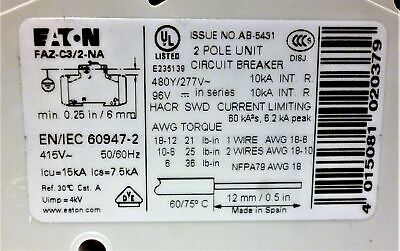 EATON
FAZ-C3/2-NA
min. 0.25 in / 6 mm
EN/IEC 60947-2
415V~ 50/60Hz
Icu=15kA Ics=7.5kA
Ref. 30°C Cat. A
Uimp = 4kV
www.eaton.com
UL
LISTED
E235139
ISSUE NO AB-5431
2 POLE UNIT
CIRCUIT BREAKER
CCC
DISJ.
480Y/277V~ 10kA INT. R.
96V in series 10kA INT. R.
HACR SWD CURRENT LIMITING
60 kA²s, 6.2 kA peak
AWG TORQUE
18-12 21 lb-in 1 WIRE AWG 18-6
10-8 25 lb-in 2 WIRES AWG 18-10
6 36 lb-in NFPA79 AWG 18
60/75°C 12 mm / 0.5 in
Made in Spain
4 015081 020379